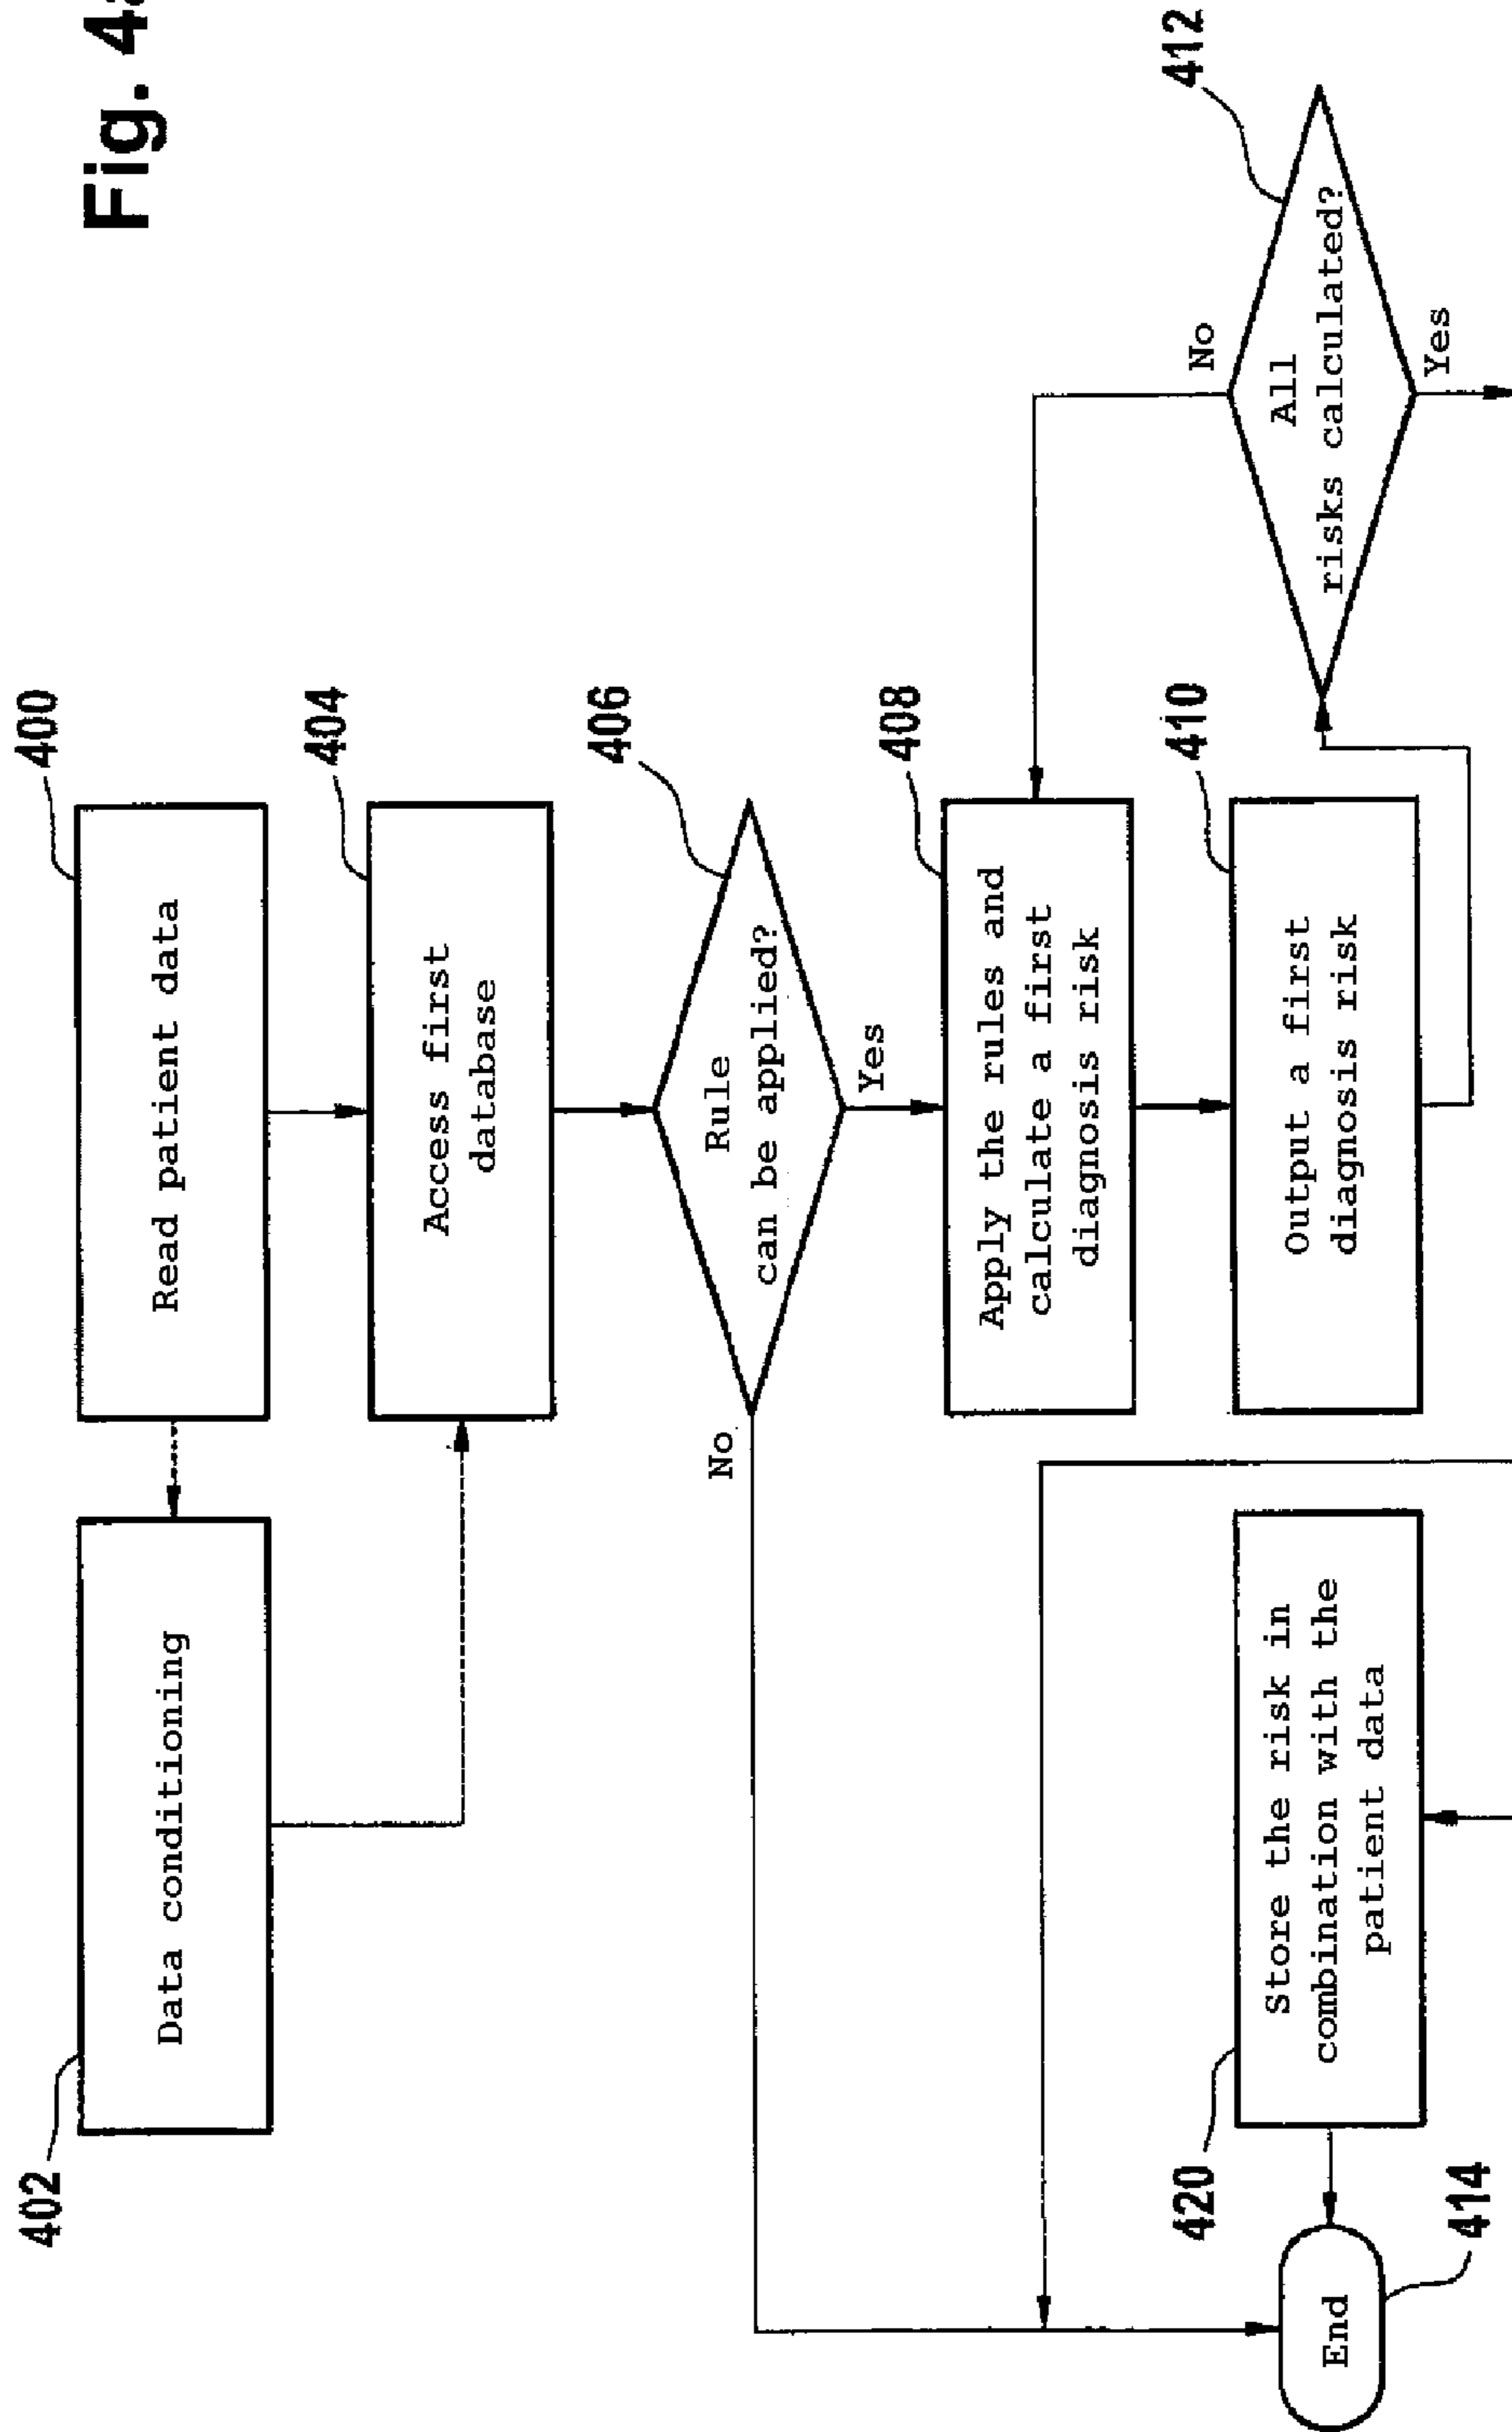 Fig. 4
400
Read patient data
402
Data conditioning
404
Access first
database
406
Rule
can be applied?
No
Yes
408
Apply the rules and
calculate a first
diagnosis risk
410
Output a first
diagnosis risk
412
All
risks calculated?
No
Yes
420
Store the risk in
combination with the
patient data
End
414